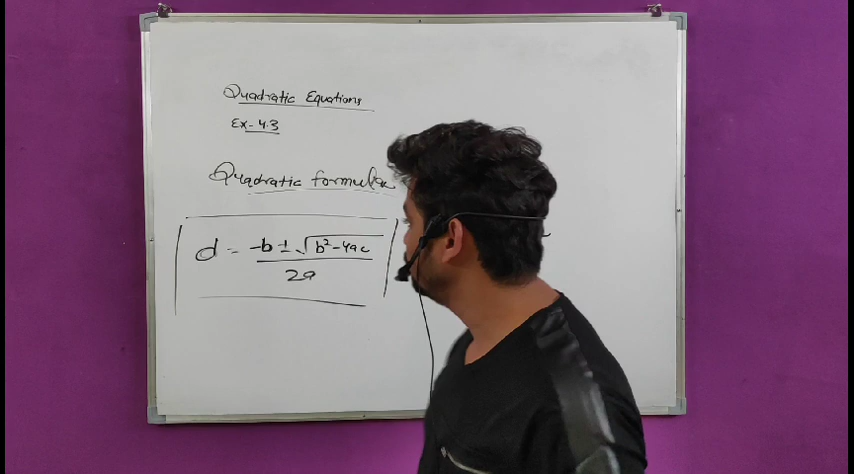 Quadratic Equations
Ex-4.3
Quadratic formula
d = -b ± √b²-4ac
2a